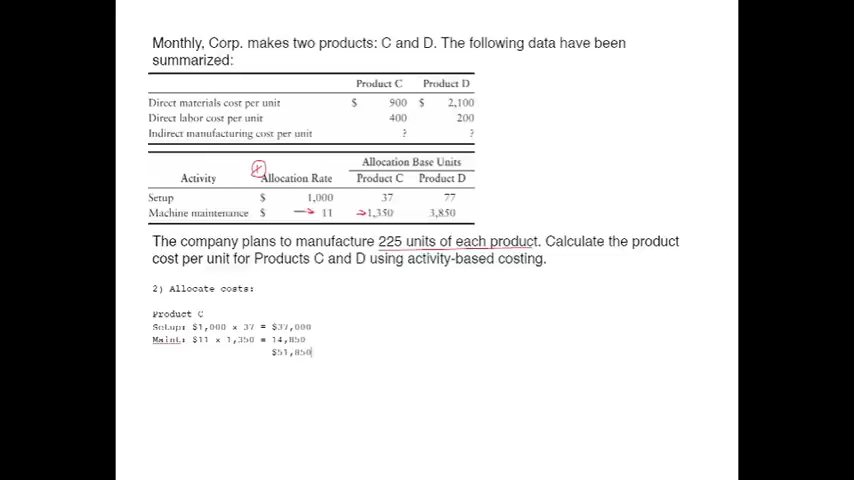 Monthly, Corp. makes two products: C and D. The following data have been
summarized:
Product C Product D
Direct materials cost per unit $ 900 $ 2,100
Direct labor cost per unit 400 200
Indirect manufacturing cost per unit ? ?
Allocation Base Units
Activity Allocation Rate Product C Product D
Setup $ 1,000 37 77
Machine maintenance $ 11 1,350 3,850
The company plans to manufacture 225 units of each product. Calculate the product
cost per unit for Products C and D using activity-based costing.
2) Allocate costs:
Product C
Setup: $1,000 x 37 = $37,000
Maint: $11 x 1,350 = 14,850
$51,850